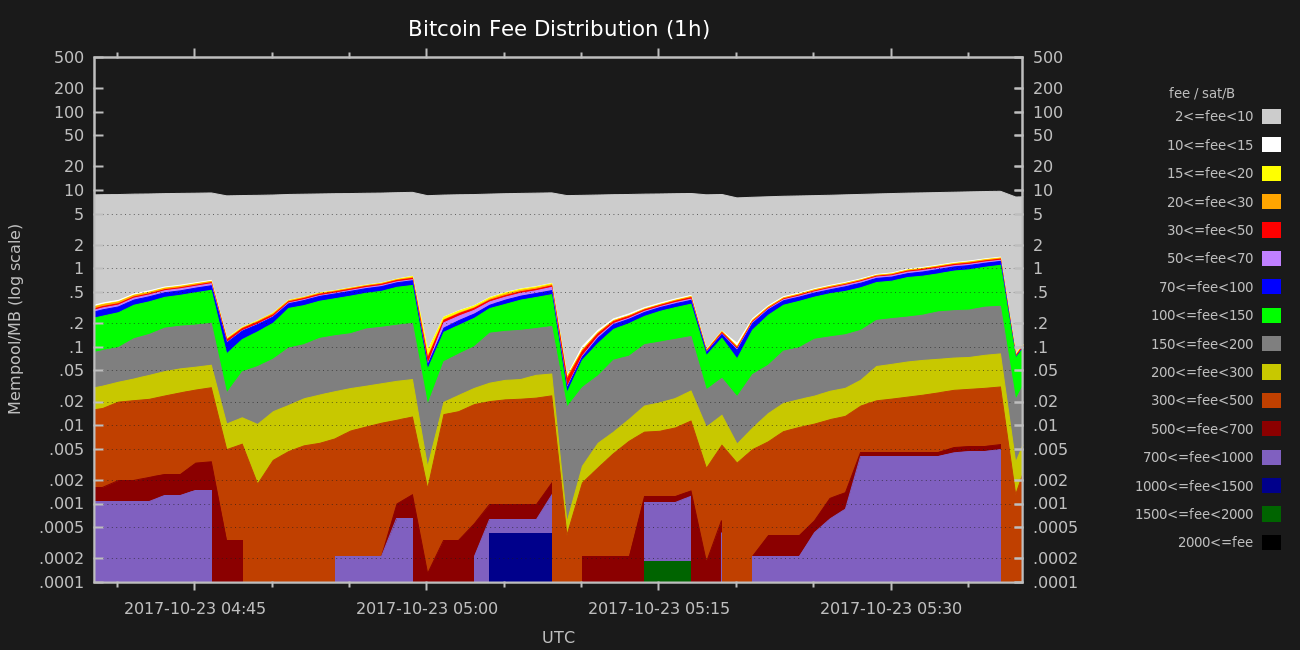 Bitcoin Fee Distribution (1h)
500
200
100
50
20
10
5
2
1
.5
.2
.1
.05
.02
.01
.005
.002
.001
.0005
.0002
.0001
Mempool/MB (log scale)
500
200
100
50
20
10
5
2
1
.5
.2
.1
.05
.02
.01
.005
.002
.001
.0005
.0002
.0001
2017-10-23 04:45
2017-10-23 05:00
2017-10-23 05:15
2017-10-23 05:30
UTC
fee / sat/B
2<=fee<10
10<=fee<15
15<=fee<20
20<=fee<30
30<=fee<50
50<=fee<70
70<=fee<100
100<=fee<150
150<=fee<200
200<=fee<300
300<=fee<500
500<=fee<700
700<=fee<1000
1000<=fee<1500
1500<=fee<2000
2000<=fee